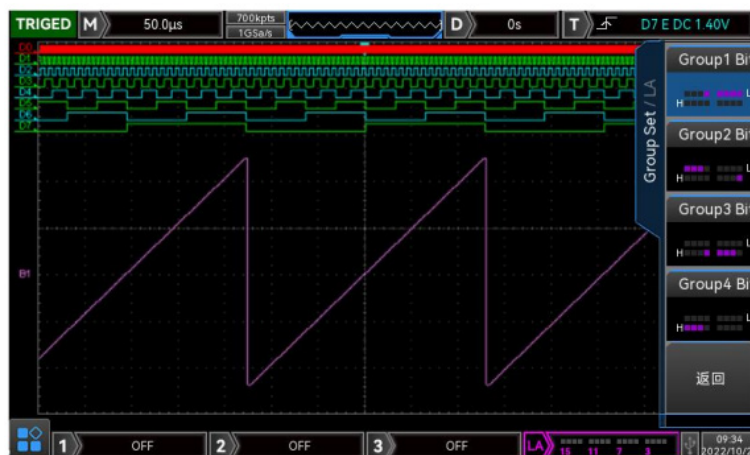 TRIGED M 50.0μs 700kpts 1GSa/s D 0s T D7 E DC 1.40V
D0
D1
D2
D3
D4
D5
D6
D7
B1
Group Set / LA
Group1 Bi
L
H
Group2 Bi
L
H
Group3 Bi
L
H
Group4 Bi
L
H
返回
1 OFF 2 OFF 3 OFF LA 15 11 7 3 09:34
2022/10/2